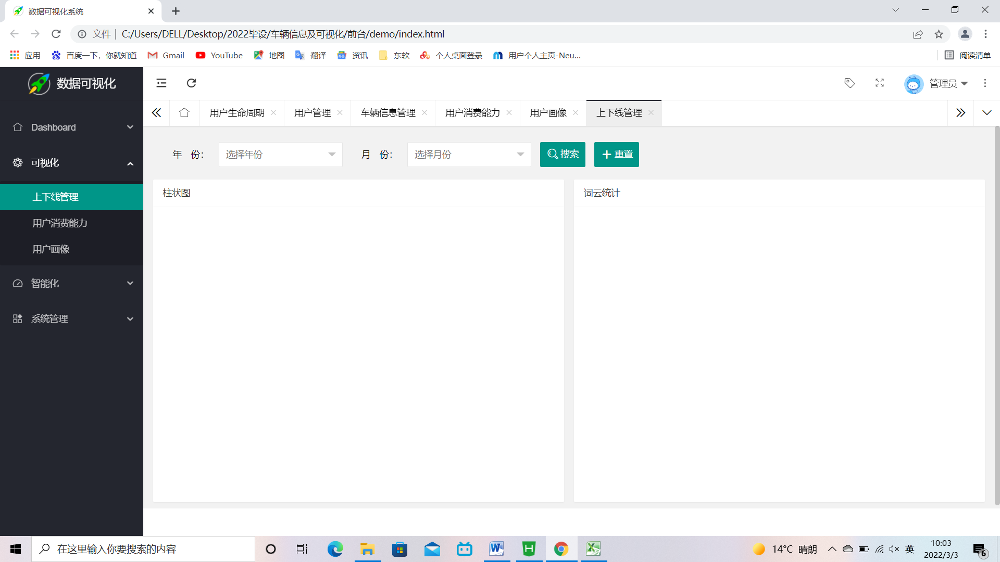 数据可视化系统
文件 | C:/Users/DELL/Desktop/2022毕设/车辆信息及可视化/前台/demo/index.html
应用 百度一下，你就知道 Gmail YouTube 地图 翻译 资讯 东软 个人桌面登录 用户个人主页-Neu... 阅读清单
数据可视化 管理员
用户生命周期 用户管理 车辆信息管理 用户消费能力 用户画像 上下线管理
Dashboard
可视化
上下线管理
用户消费能力
用户画像
智能化
系统管理
年 份： 选择年份 月 份： 选择月份 搜索 重置
柱状图 词云统计
在这里输入你要搜索的内容
14°C 晴朗 英 10:03
2022/3/3 6